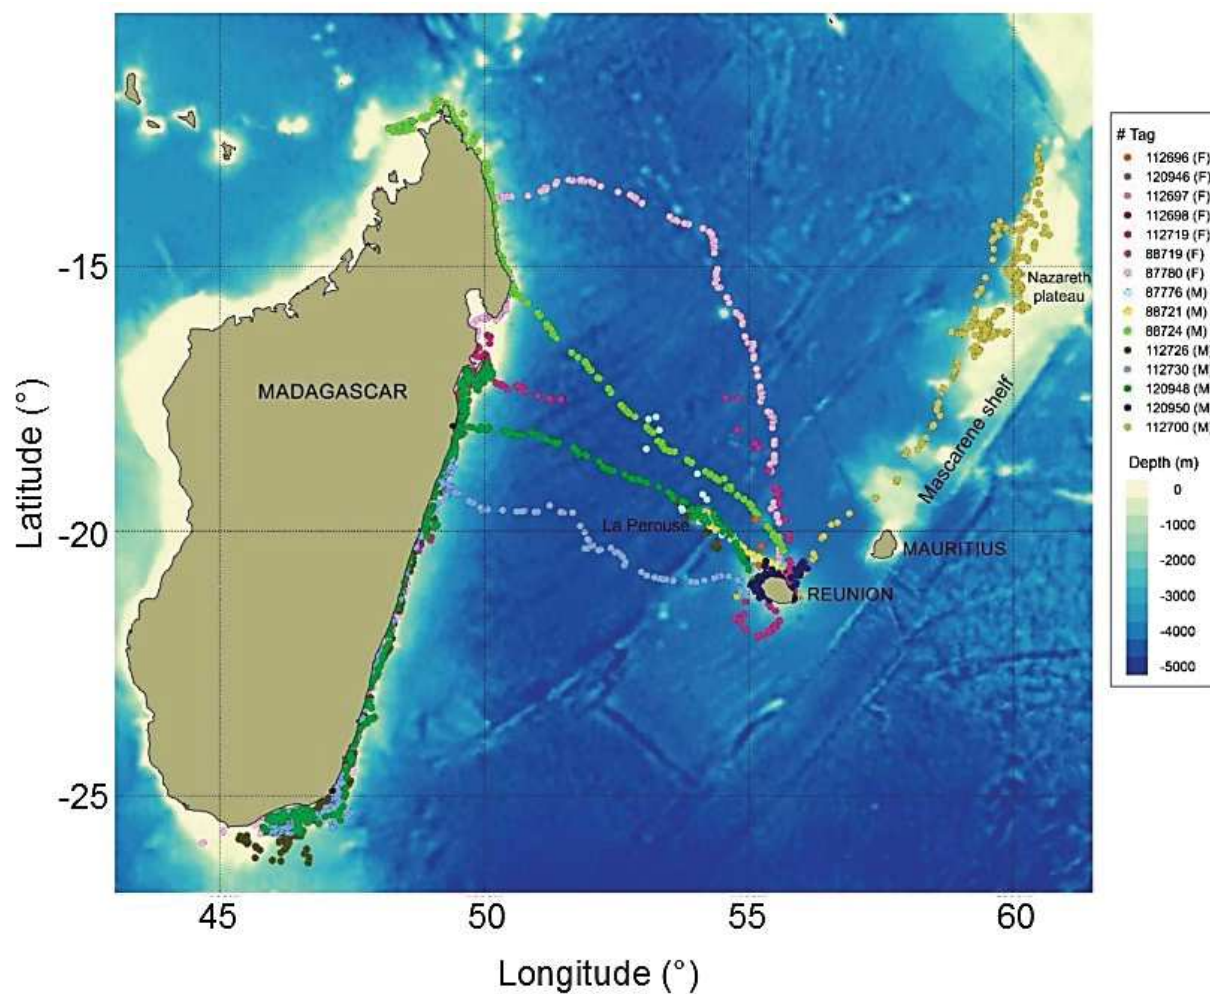 # Tag
112696 (F)
120946 (F)
112697 (F)
112698 (F)
112719 (F)
88719 (F)
87780 (F)
87776 (M)
88721 (M)
88724 (M)
112726 (M)
112730 (M)
120948 (M
120950 (M)
112700 (M)
Depth (m)
0
-1000
-2000
-3000
-4000
-5000
-15
-20
-25
Latitude (°)
MADAGASCAR
Nazareth
plateau
Mascarene shelf
La Perouse
MAURITIUS
REUNION
45
50
55
60
Longitude (°)